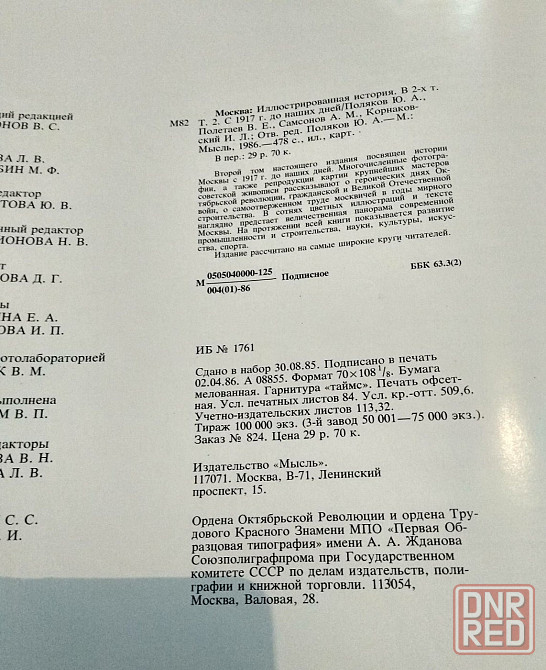 ций редакцией
НОВ В. С.
ВА Л. В.
БИН М. Ф.
едактор
ТОВА Ю. В.
нный редактор
ИОНОВА Н. В.
т
ОВА Д. Г.
ы
НА Е. А.
ОВА И. П.
отолабораторией
К В. М.
ыполнена
М В. П.
дакторы
ВА В. Н.
А Л. В.
С. С.
И.
Москва: Иллюстрированная история. В 2-х т.
М82 Т. 2. С 1917 г. до наших дней/Поляков Ю. А.,
Полетаев В. Е., Самсонов А. М., Корнаков-
ский И. Л.; Отв. ред. Поляков Ю. А.—М.:
Мысль, 1986.—478 с., ил., карт.
В пер.: 29 р. 70 к.
Второй том настоящего издания посвящен истории
Москвы с 1917 г. до наших дней. Многочисленные фотогра-
фии, а также репродукции картин крупнейших мастеров
советской живописи рассказывают о героических днях Ок-
тябрьской революции, гражданской и Великой Отечественной
войн, о самоотверженном труде москвичей в годы мирного
строительства. В сотнях цветных иллюстраций и тексте
наглядно предстает величественная панорама современной
Москвы. На протяжении всей книги показывается развитие
промышленности и строительства, науки, культуры, искус-
ства, спорта.
Издание рассчитано на самые широкие круги читателей.
М 0505040000-125 Подписное ББК 63.3(2)
004(01)-86
ИБ № 1761
Сдано в набор 30.08.85. Подписано в печать
02.04.86. А 08855. Формат 70×108 1/8. Бумага
мелованная. Гарнитура «таймс». Печать офсет-
ная. Усл. печатных листов 84. Усл. кр.-отт. 509,6.
Учетно-издательских листов 113,32.
Тираж 100 000 экз. (3-й завод 50 001—75 000 экз.).
Заказ № 824. Цена 29 р. 70 к.
Издательство «Мысль».
117071. Москва, В-71, Ленинский
проспект, 15.
Ордена Октябрьской Революции и ордена Тру-
дового Красного Знамени МПО «Первая Об-
разцовая типография» имени А. А. Жданова
Союзполиграфпрома при Государственном
комитете СССР по делам издательств, поли-
графии и книжной торговли. 113054,
Москва, Валовая, 28.
DNR
RED